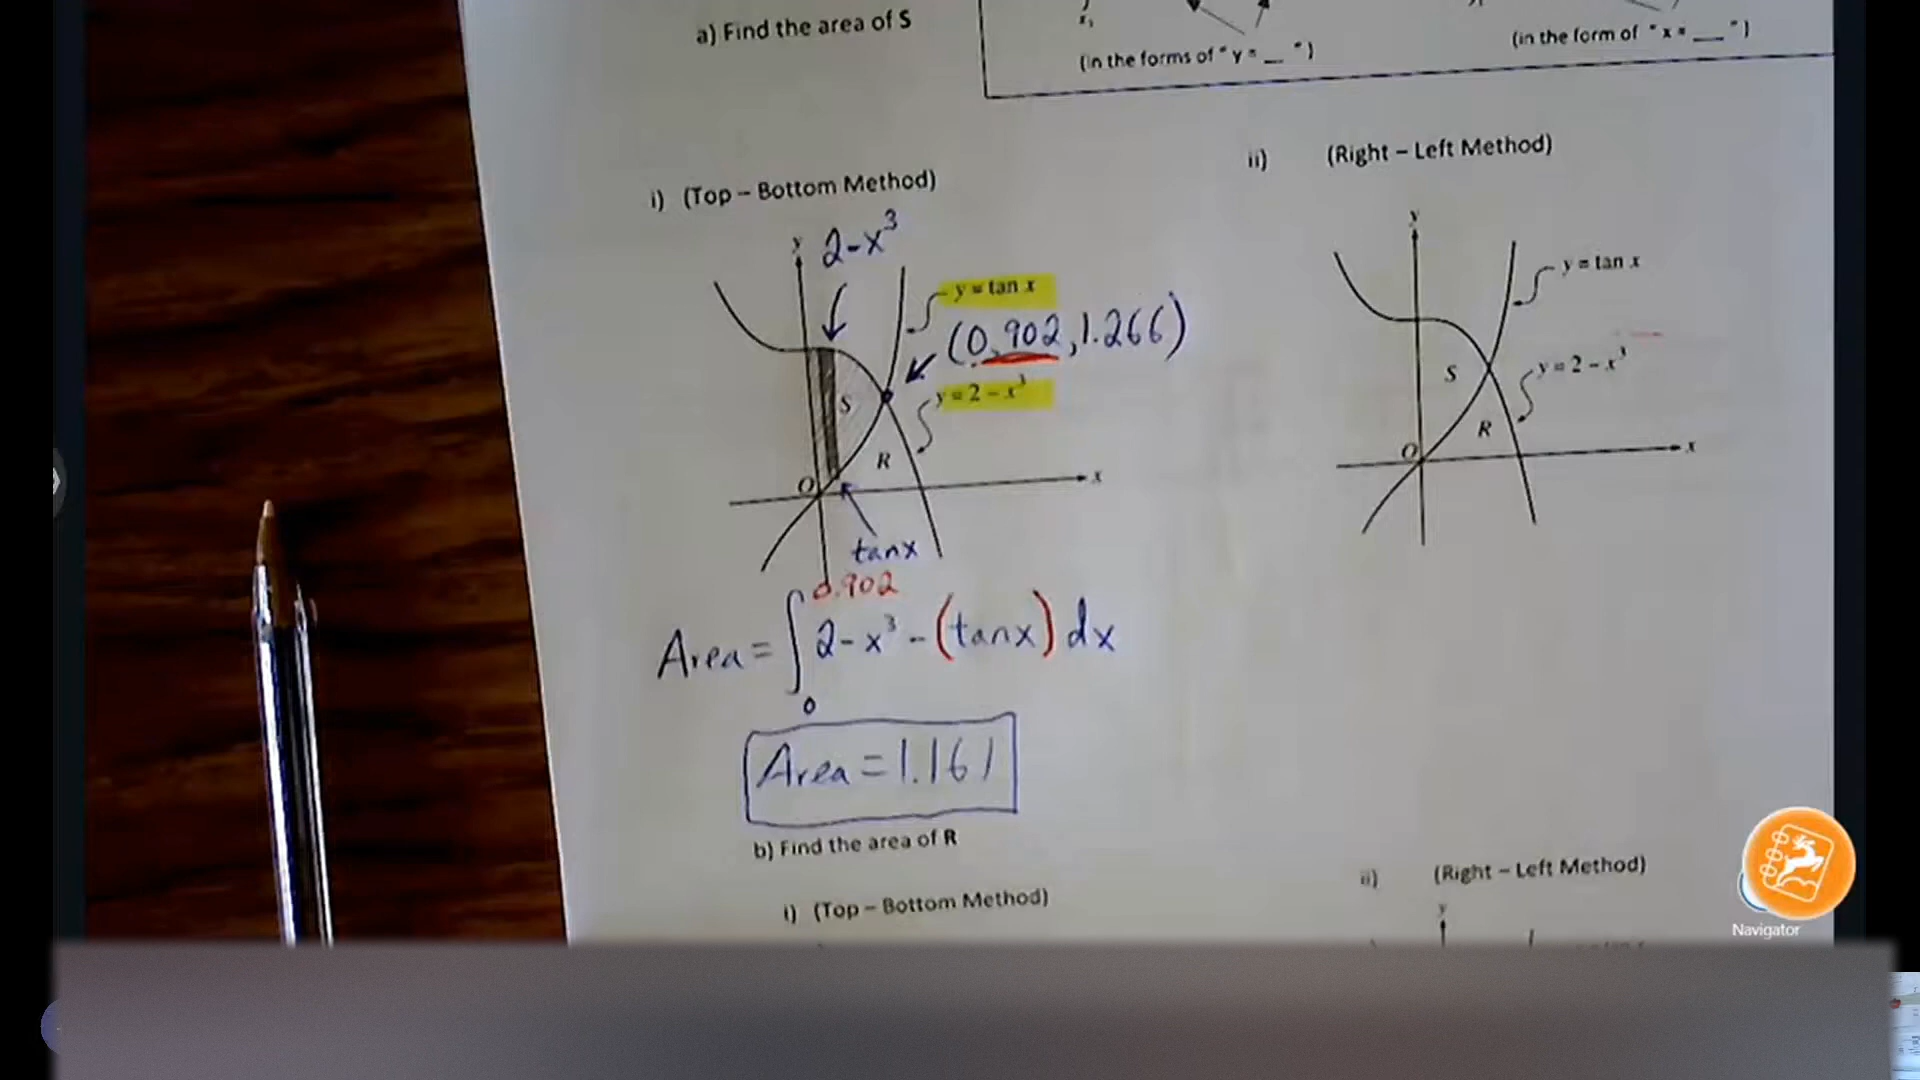 a) Find the area of S
(in the forms of "y = __ ")
(in the form of "x = __ ")
i) (Top – Bottom Method)
ii) (Right – Left Method)
y 2-x³
y = tan x
(0.902, 1.266)
y = 2 – x³
S
R
O
x
tanx
y
y = tan x
y = 2 – x³
S
R
O
x
0.902
Area = ∫ 2-x³ - (tanx) dx
0
Area = 1.161
b) Find the area of R
i) (Top – Bottom Method)
ii) (Right – Left Method)
y
Navigator